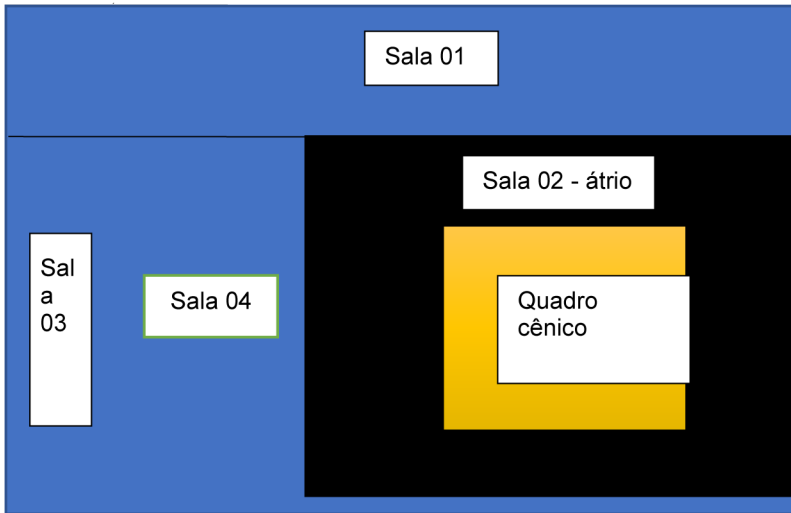 Sala 01
Sala 02 - átrio
Sal
a
03
Sala 04
Quadro
cênico